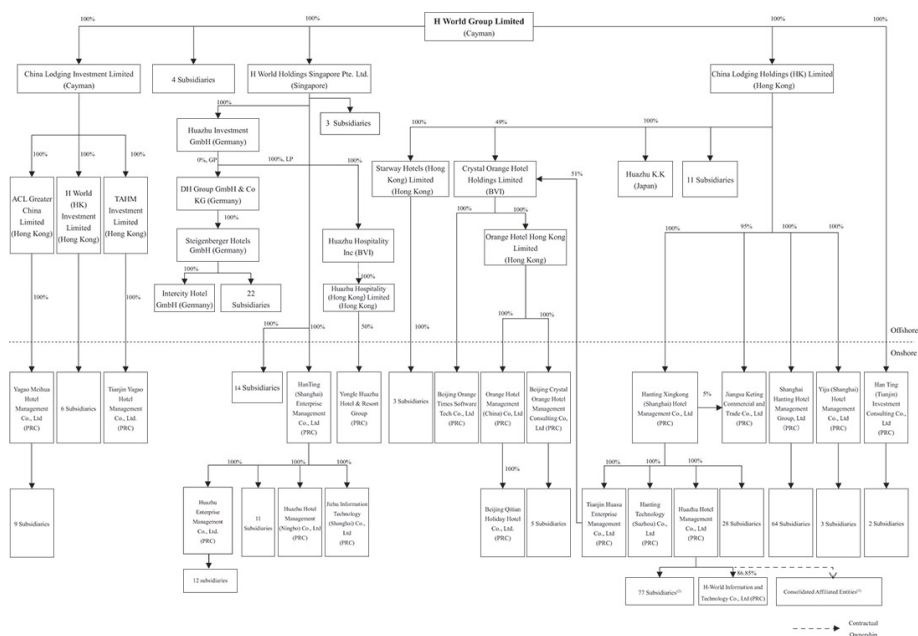 H World Group Limited
(Cayman)
100%
100%
100%
100%
100%
China Lodging Investment Limited
(Cayman)
4 Subsidiaries
H World Holdings Singapore Pte. Ltd.
(Singapore)
China Lodging Holdings (HK) Limited
(Hong Kong)
100%
3 Subsidiaries
Huazhu Investment
GmbH (Germany)
0%, GP
100%, LP
100%
100%
49%
100%
100%
100%
100%
ACL Greater
China
Limited
(Hong Kong)
H World
(HK)
Investment
Limited
(Hong Kong)
TAHM
Investment
Limited
(Hong Kong)
DH Group GmbH & Co
KG (Germany)
100%
Steigenberger Hotels
GmbH (Germany)
100%
Intercity Hotel
GmbH (Germany)
22
Subsidiaries
Huazhu Hospitality
Inc (BVI)
100%
Huazhu Hospitality
(Hong Kong) Limited
(Hong Kong)
50%
Starway Hotels (Hong
Kong) Limited
(Hong Kong)
Crystal Orange Hotel
Holdings Limited
(BVI)
51%
100%
100%
Orange Hotel Hong Kong
Limited
(Hong Kong)
Huazhu K.K
(Japan)
11 Subsidiaries
100%
95%
100%
100%
100%
100%
100%
100%
100%
100%
100%
100%
Offshore
Onshore
Yagao Meihua
Hotel
Management
Co., Ltd
(PRC)
6 Subsidiaries
Tianjin Yagao
Hotel
Management
Co., Ltd.
(PRC)
14 Subsidiaries
HanTing
(Shanghai)
Enterprise
Management
Co., Ltd
(PRC)
Yongle Huazhu
Hotel & Resort
Group
(PRC)
3 Subsidiaries
Beijing Orange
Times Software
Tech Co., Ltd
(PRC)
Orange Hotel
Management
(China) Co, Ltd
(PRC)
Beijing Crystal
Orange Hotel
Management
Consulting Co.,
Ltd (PRC)
Hanting Xingkong
(Shanghai) Hotel
Management Co., Ltd
(PRC)
5%
Jiangsu Keting
Commercial and
Trade Co., Ltd
(PRC)
Shanghai
Hanting Hotel
Management
Group, Ltd
(PRC)
Yiju (Shanghai)
Hotel
Management
Co., Ltd
(PRC)
Han Ting
(Tianjin)
Investment
Consulting Co.,
Ltd
(PRC)
100%
100%
100%
100%
100%
100%
100%
100%
100%
100%
100%
100%
100%
9 Subsidiaries
Huazhu
Enterprise
Management
Co., Ltd.
(PRC)
11
Subsidiaries
Huazhu Hotel
Management
(Ningbo) Co., Ltd
(PRC)
Jizhu Information
Technology
(Shanghai) Co.,
Ltd
(PRC)
Beijing Qitian
Holiday Hotel
Co., Ltd.
(PRC)
5 Subsidiaries
Tianjin Huasa
Enterprise
Management
Co., Ltd.
(PRC)
Hanting
Technology
(Suzhou) Co.,
Ltd
(PRC)
Huazhu Hotel
Management
Co., Ltd
(PRC)
28 Subsidiaries
64 Subsidiaries
3 Subsidiaries
2 Subsidiaries
12 subsidiaries
86.85%
77 Subsidiaries
H-World Information and
Technology Co., Ltd (PRC)
Consolidated Affiliated Entities
Contractual
Ownership